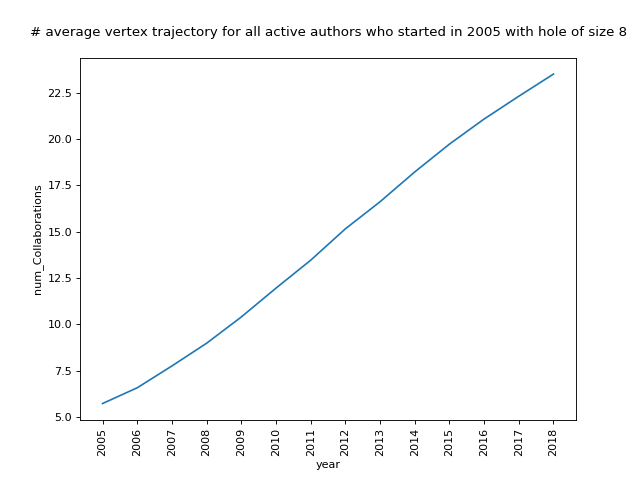 # average vertex trajectory for all active authors who started in 2005 with hole of size 8
22.5
20.0
17.5
15.0
12.5
10.0
7.5
5.0
num_Collaborations
2005 2006 2007 2008 2009 2010 2011 2012 2013 2014 2015 2016 2017 2018
year